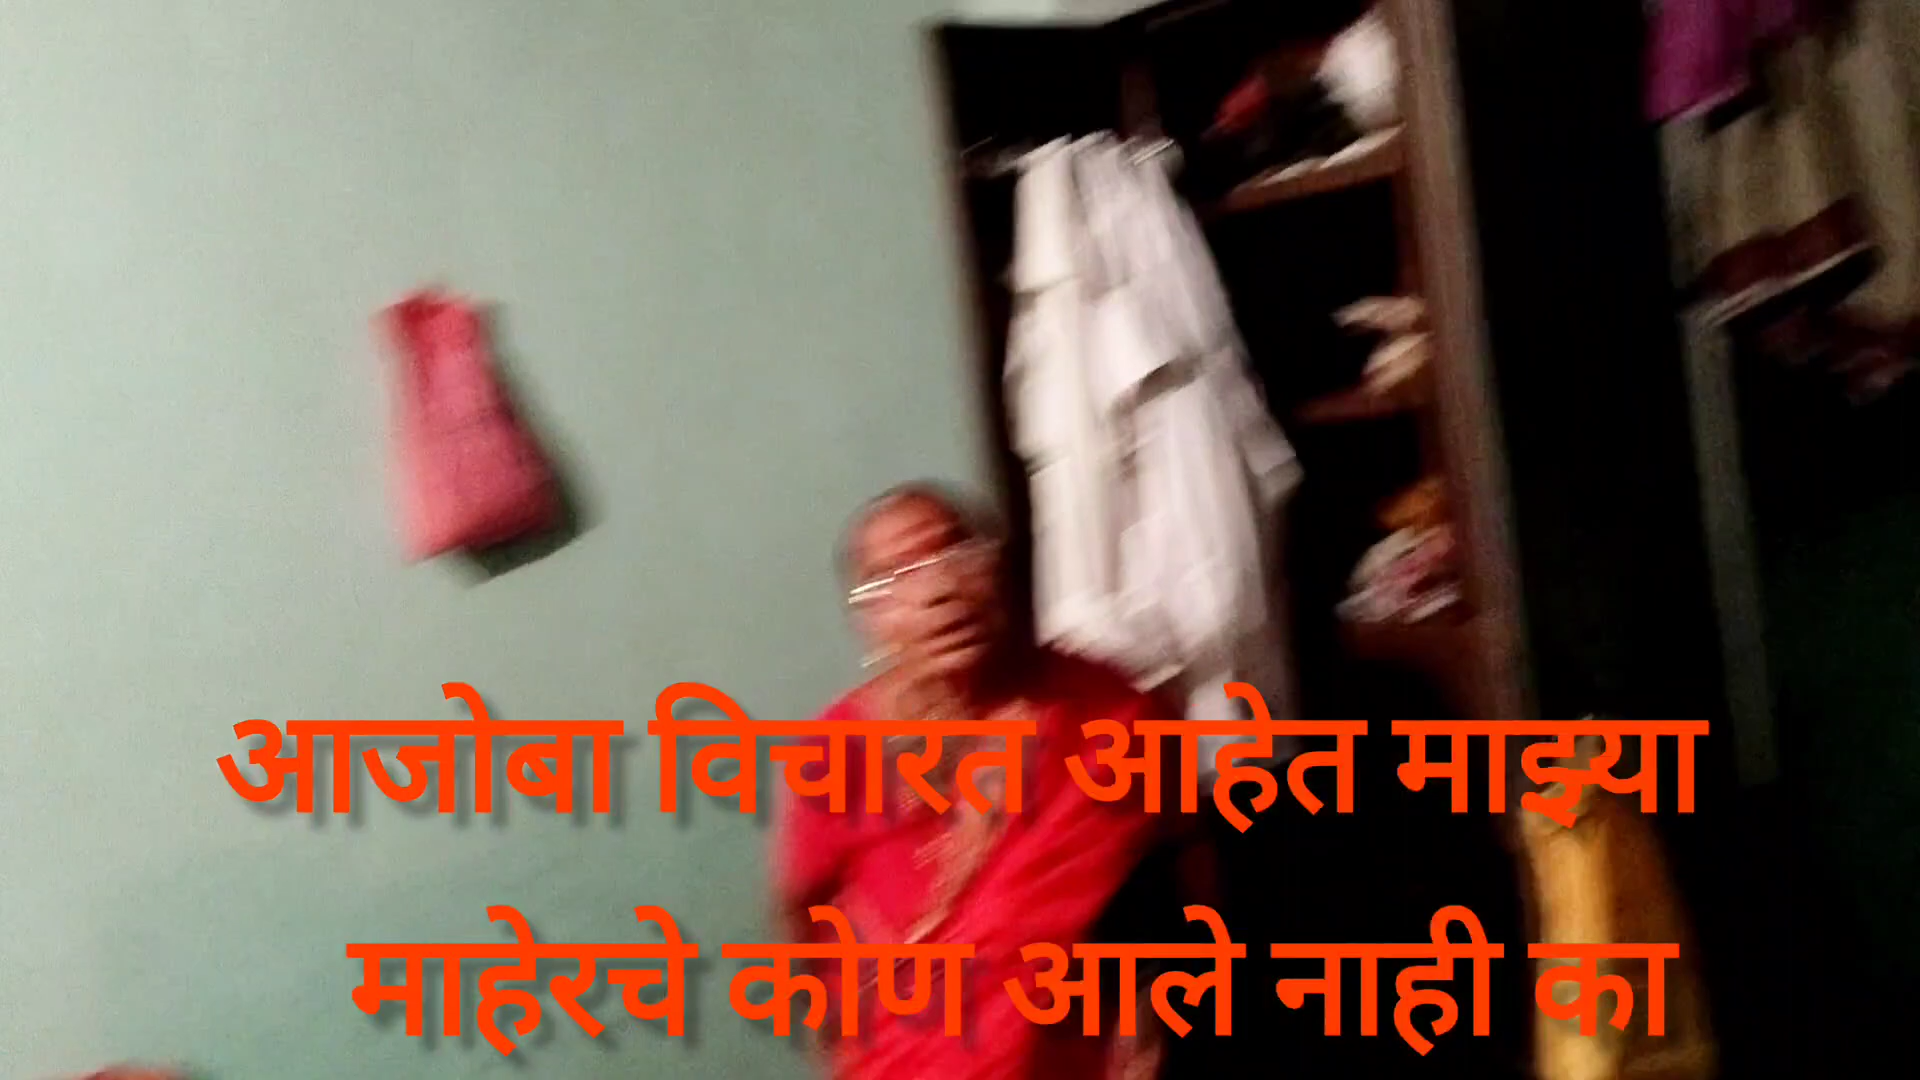 आजोबा विचारत आहेत माझ्या
माहेरचे कोण आले नाही का